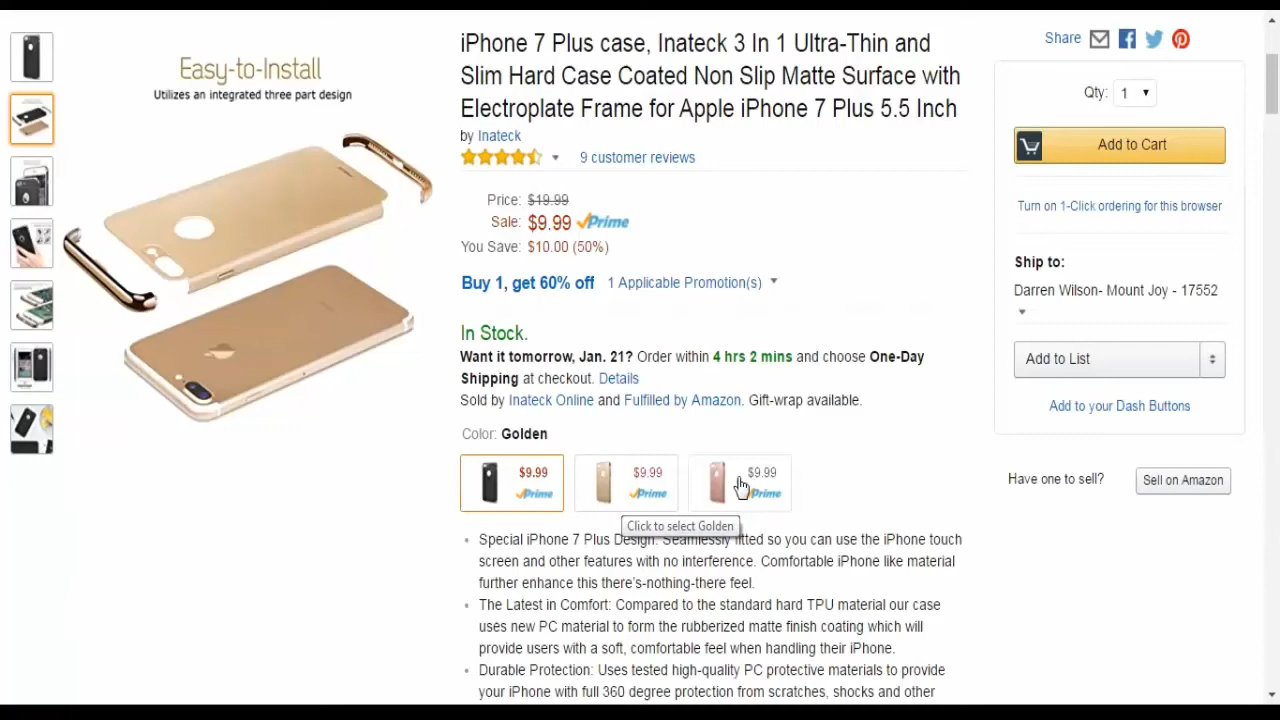 Easy-to-Install
Utilizes an integrated three part design
iPhone 7 Plus case, Inateck 3 In 1 Ultra-Thin and
Slim Hard Case Coated Non Slip Matte Surface with
Electroplate Frame for Apple iPhone 7 Plus 5.5 Inch
by Inateck
9 customer reviews
Price: $19.99
Sale: $9.99 Prime
You Save: $10.00 (50%)
Buy 1, get 60% off 1 Applicable Promotion(s)
In Stock.
Want it tomorrow, Jan. 21? Order within 4 hrs 2 mins and choose One-Day
Shipping at checkout. Details
Sold by Inateck Online and Fulfilled by Amazon. Gift-wrap available.
Color: Golden
$9.99 $9.99 $9.99
Prime Prime Prime
Click to select Golden
• Special iPhone 7 Plus Design: Seamlessly fitted so you can use the iPhone touch
screen and other features with no interference. Comfortable iPhone like material
further enhance this there's-nothing-there feel.
• The Latest in Comfort: Compared to the standard hard TPU material our case
uses new PC material to form the rubberized matte finish coating which will
provide users with a soft, comfortable feel when handling their iPhone.
• Durable Protection: Uses tested high-quality PC protective materials to provide
your iPhone with full 360 degree protection from scratches, shocks and other
Share
Qty: 1
Add to Cart
Turn on 1-Click ordering for this browser
Ship to:
Darren Wilson- Mount Joy - 17552
Add to List
Add to your Dash Buttons
Have one to sell? Sell on Amazon